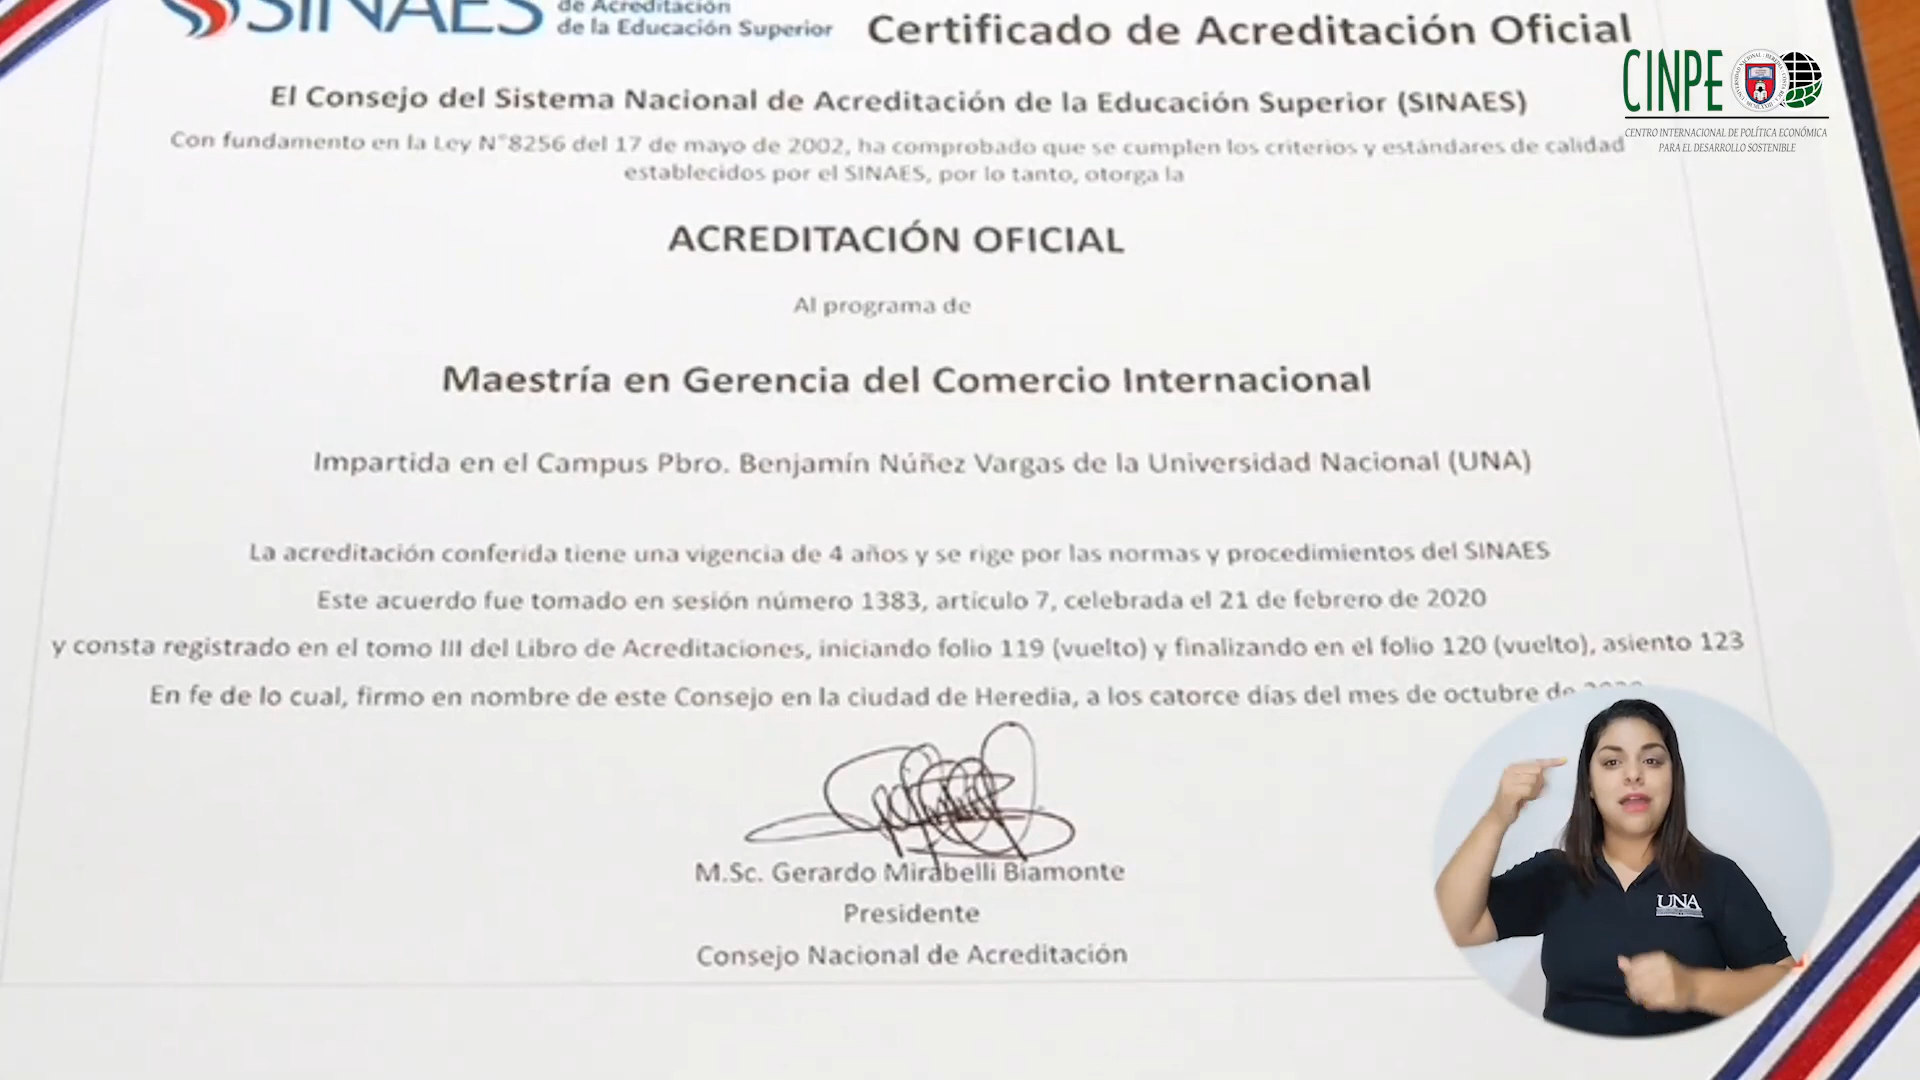 SINAES
de Acreditación
de la Educación Superior
Certificado de Acreditación Oficial
CINPE
CENTRO INTERNACIONAL DE POLÍTICA ECONÓMICA
PARA EL DESARROLLO SOSTENIBLE
El Consejo del Sistema Nacional de Acreditación de la Educación Superior (SINAES)
Con fundamento en la Ley N°8256 del 17 de mayo de 2002, ha comprobado que se cumplen los criterios y estándares de calidad
establecidos por el SINAES, por lo tanto, otorga la
ACREDITACIÓN OFICIAL
Al programa de
Maestría en Gerencia del Comercio Internacional
Impartida en el Campus Pbro. Benjamín Núñez Vargas de la Universidad Nacional (UNA)
La acreditación conferida tiene una vigencia de 4 años y se rige por las normas y procedimientos del SINAES
Este acuerdo fue tomado en sesión número 1383, artículo 7, celebrada el 21 de febrero de 2020
y consta registrado en el tomo III del Libro de Acreditaciones, iniciando folio 119 (vuelto) y finalizando en el folio 120 (vuelto), asiento 123
En fe de lo cual, firmo en nombre de este Consejo en la ciudad de Heredia, a los catorce días del mes de octubre de
M.Sc. Gerardo Mirabelli Biamonte
Presidente
Consejo Nacional de Acreditación
UNA